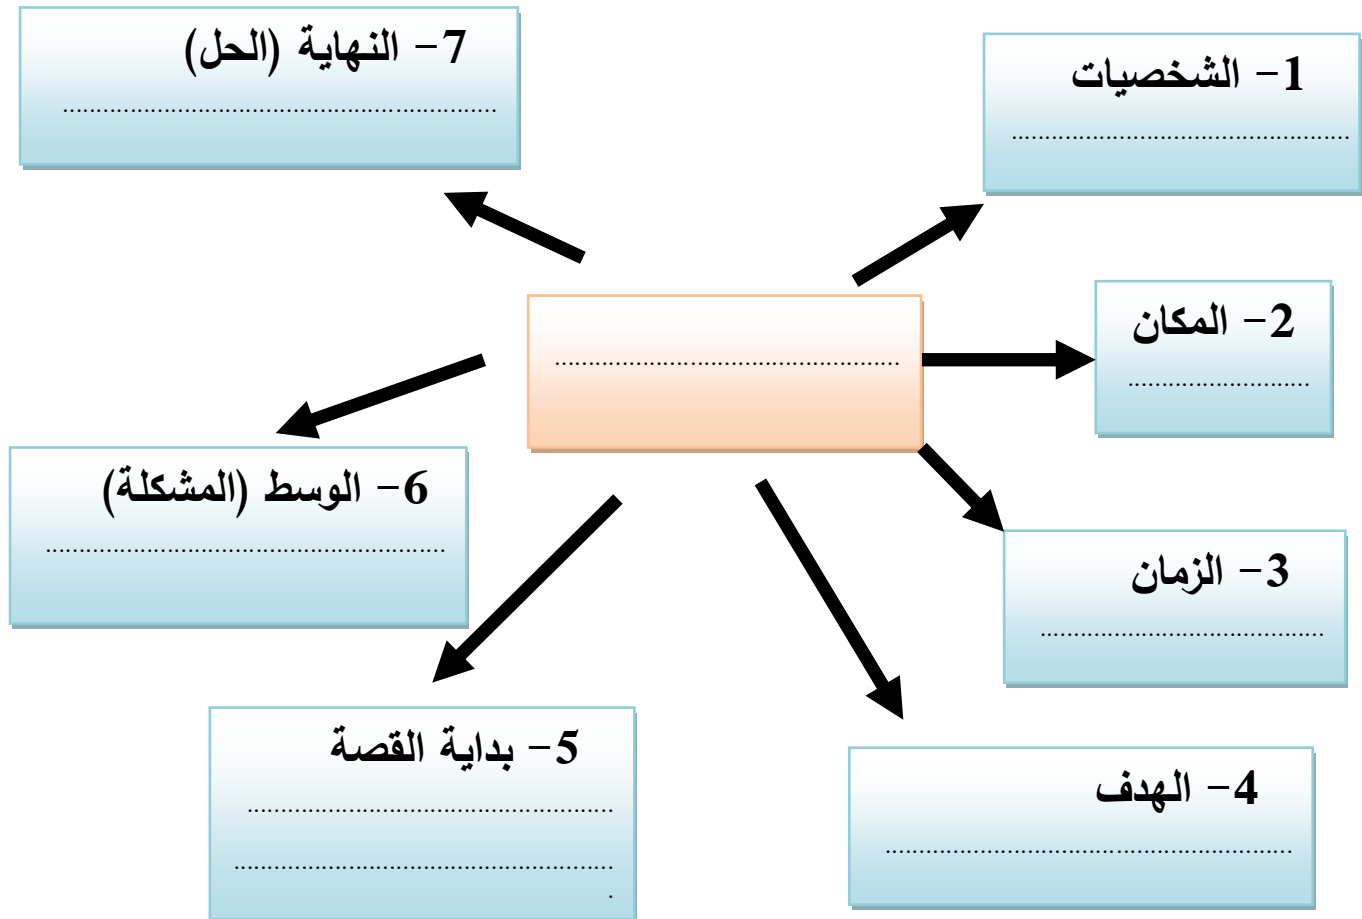 1- الشخصيات
..................................................
2- المكان
...........................
3- الزمان
..........................................
4- الهدف
............................................................
5- بداية القصة
......................................................
........................................................
.
6- الوسط (المشكلة)
...........................................................
7- النهاية (الحل)
................................................................
...................................................